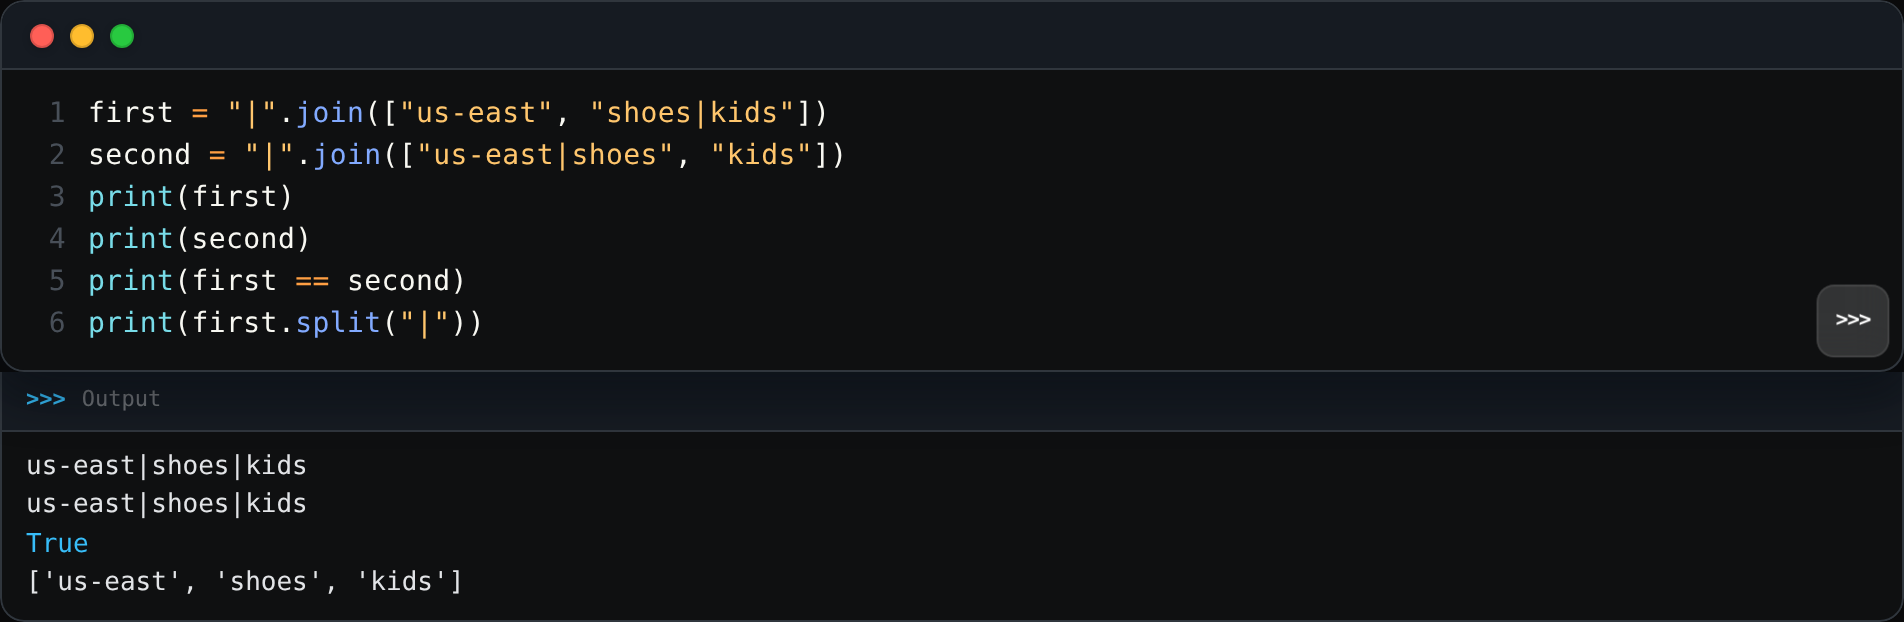 1 first = "|".join(["us-east", "shoes|kids"])
2 second = "|".join(["us-east|shoes", "kids"])
3 print(first)
4 print(second)
5 print(first == second)
6 print(first.split("|"))
>>>
>>> Output
us-east|shoes|kids
us-east|shoes|kids
True
['us-east', 'shoes', 'kids']